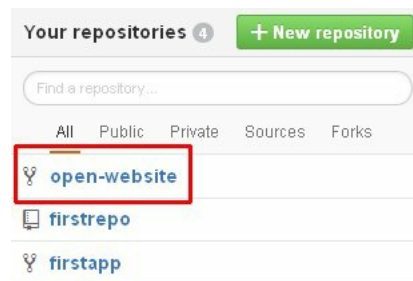 Your repositories 4 + New repository
Find a repository...
All Public Private Sources Forks
open-website
firstrepo
firstapp